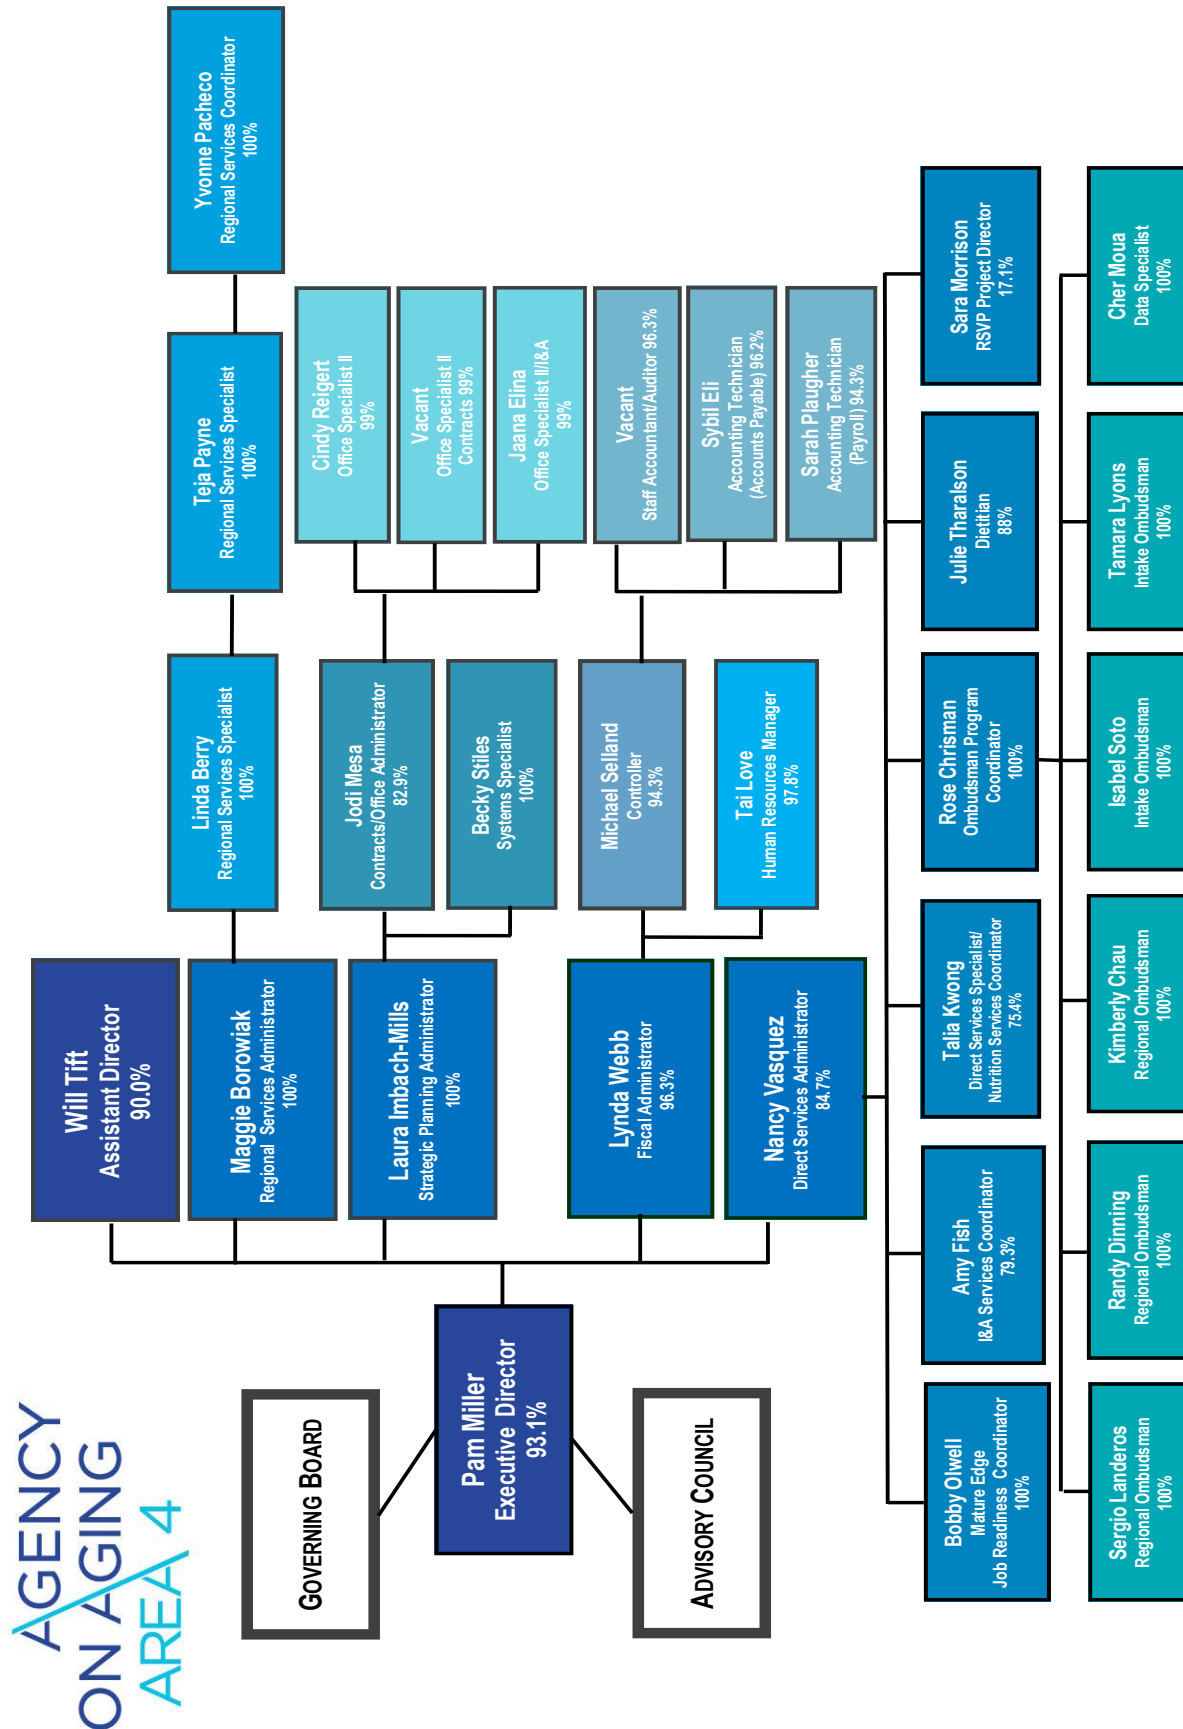 AGENCY
ON AGING
AREA 4
GOVERNING BOARD
ADVISORY COUNCIL
Pam Miller
Executive Director
93.1%
Will Tift
Assistant Director
90.0%
Maggie Borowiak
Regional Services Administrator
100%
Linda Berry
Regional Services Specialist
100%
Teja Payne
Regional Services Specialist
100%
Yvonne Pacheco
Regional Services Coordinator
100%
Laura Imbach-Mills
Strategic Planning Administrator
100%
Jodi Mesa
Contracts/Office Administrator
82.9%
Becky Stiles
Systems Specialist
100%
Cindy Reigert
Office Specialist II
99%
Vacant
Office Specialist II
Contracts 99%
Jaana Elina
Office Specialist II/I&A
99%
Lynda Webb
Fiscal Administrator
96.3%
Michael Selland
Controller
94.3%
Tai Love
Human Resources Manager
97.8%
Vacant
Staff Accountant/Auditor 96.3%
Sybil Eli
Accounting Technician
(Accounts Payable) 96.2%
Sarah Plaugher
Accounting Technician
(Payroll) 94.3%
Nancy Vasquez
Direct Services Administrator
84.7%
Bobby Olwell
Mature Edge
Job Readiness Coordinator
100%
Amy Fish
I&A Services Coordinator
79.3%
Talia Kwong
Direct Services Specialist/
Nutrition Services Coordinator
75.4%
Rose Chrisman
Ombudsman Program
Coordinator
100%
Julie Tharalson
Dietitian
88%
Sara Morrison
RSVP Project Director
17.1%
Sergio Landeros
Regional Ombudsman
100%
Randy Dinning
Regional Ombudsman
100%
Kimberly Chau
Regional Ombudsman
100%
Isabel Soto
Intake Ombudsman
100%
Tamara Lyons
Intake Ombudsman
100%
Cher Moua
Data Specialist
100%